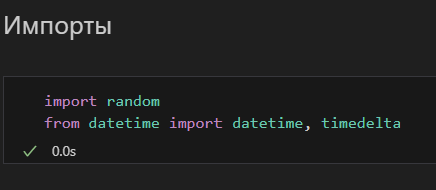 Импорты
import random
from datetime import datetime, timedelta
0.0s